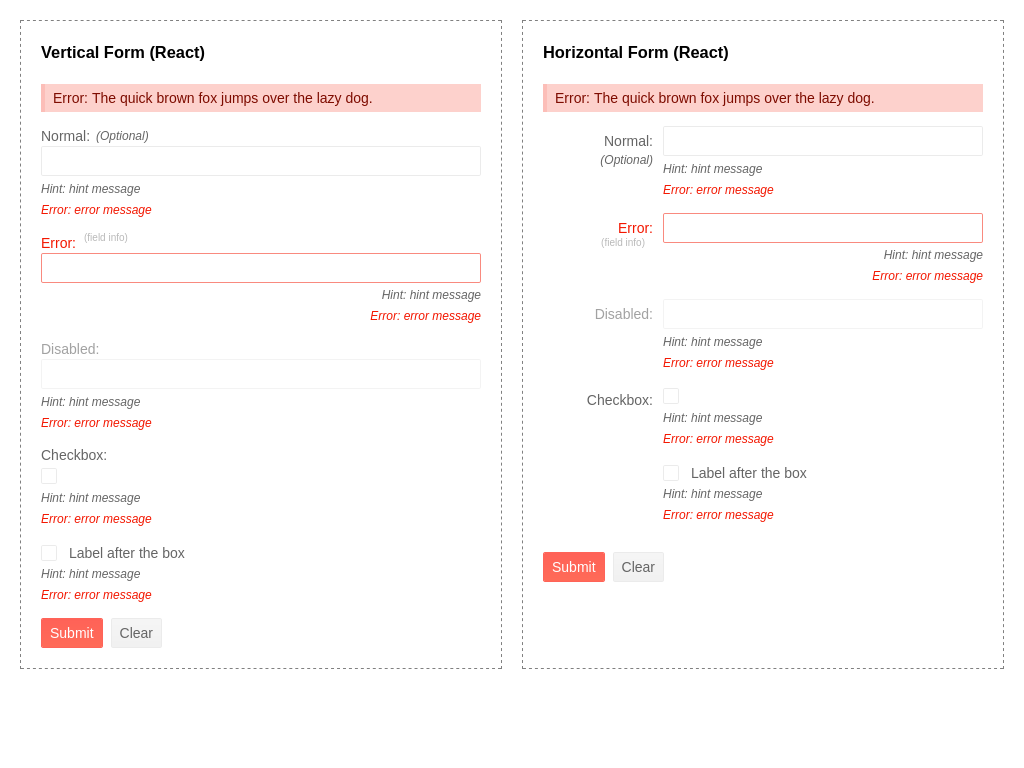 Vertical Form (React)
Error: The quick brown fox jumps over the lazy dog.
Normal: (Optional)
Hint: hint message
Error: error message
Error: (field info)
Hint: hint message
Error: error message
Disabled:
Hint: hint message
Error: error message
Checkbox:
Hint: hint message
Error: error message
Label after the box
Hint: hint message
Error: error message
Submit Clear
Horizontal Form (React)
Error: The quick brown fox jumps over the lazy dog.
Normal:
(Optional)
Hint: hint message
Error: error message
Error:
(field info)
Hint: hint message
Error: error message
Disabled:
Hint: hint message
Error: error message
Checkbox:
Hint: hint message
Error: error message
Label after the box
Hint: hint message
Error: error message
Submit Clear